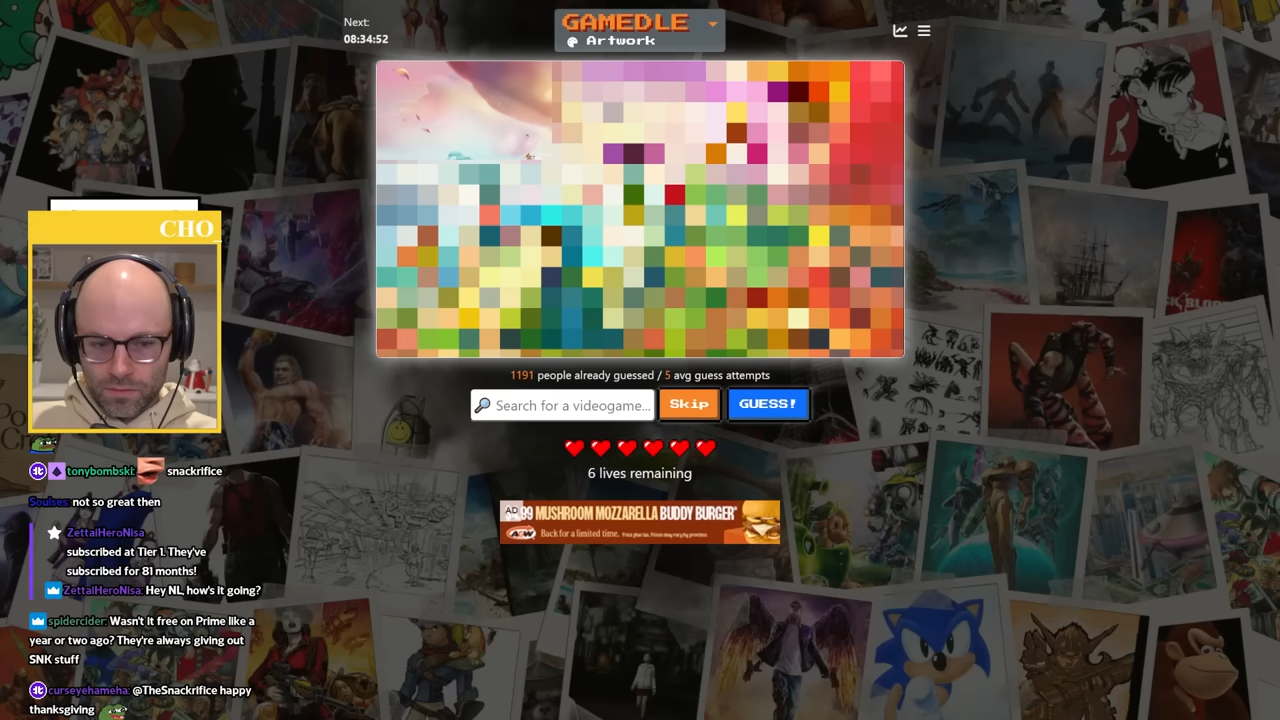 Next:
08:34:52
GAMEDLE
Artwork
CHO_
1191 people already guessed / 5 avg guess attempts
Search for a videogame...
Skip
GUESS!
6 lives remaining
AD
.99 MUSHROOM MOZZARELLA BUDDY BURGER
A&W
Back for a limited time.
tonybombskt snackrifice
Soulses: not so great then
ZettaiHeroNisa
subscribed at Tier 1. They've
subscribed for 81 months!
ZettaiHeroNisa: Hey NL, how's it going?
spidercider: Wasn't it free on Prime like a
year or two ago? They're always giving out
SNK stuff
curseyehameha: @TheSnackrifice happy
thanksgiving